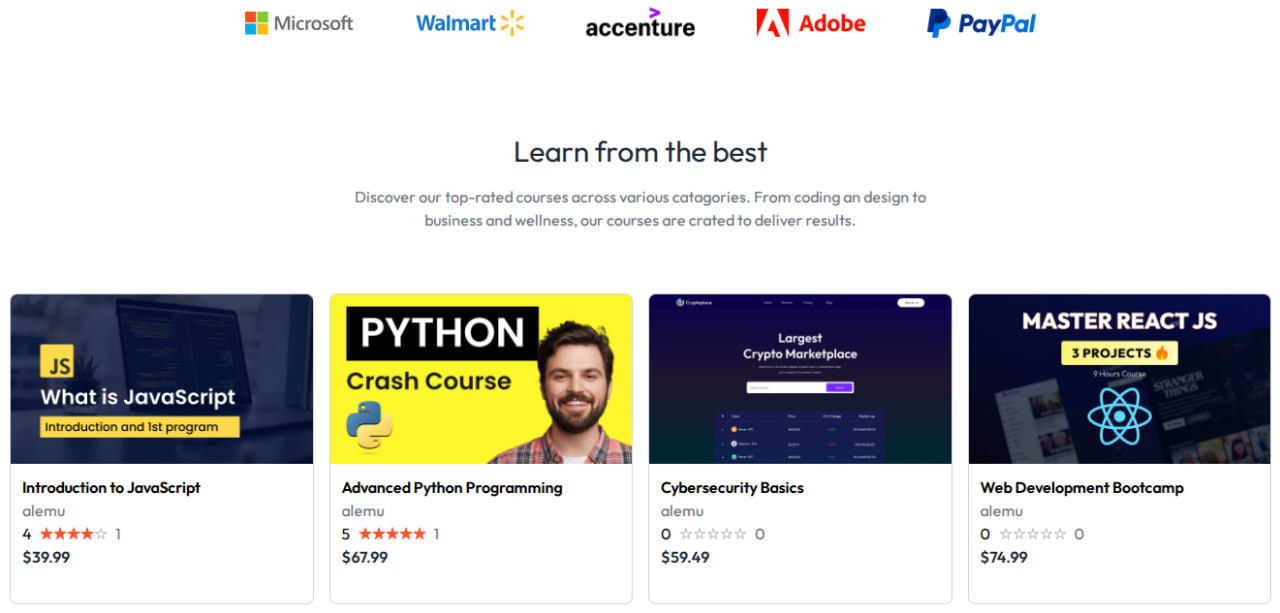 Microsoft Walmart accenture Adobe PayPal
Learn from the best
Discover our top-rated courses across various catagories. From coding an design to
business and wellness, our courses are crated to deliver results.
JS
What is JavaScript
Introduction and 1st program
PYTHON
Crash Course
Cryptoplace
Largest
Crypto Marketplace
MASTER REACT JS
3 PROJECTS
9 Hours Course
STRANGER
THINGS
Introduction to JavaScript
alemu
4 ★★★★☆ 1
$39.99
Advanced Python Programming
alemu
5 ★★★★★ 1
$67.99
Cybersecurity Basics
alemu
0 ☆☆☆☆☆ 0
$59.49
Web Development Bootcamp
alemu
0 ☆☆☆☆☆ 0
$74.99